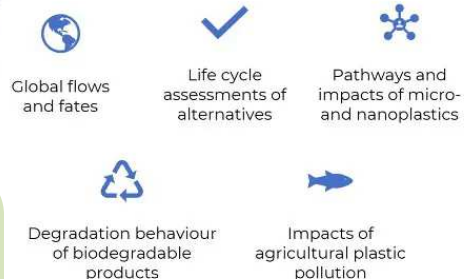 Global flows
and fates
Life cycle
assessments of
alternatives
Pathways and
impacts of micro-
and nanoplastics
Degradation behaviour
of biodegradable
products
Impacts of
agricultural plastic
pollution